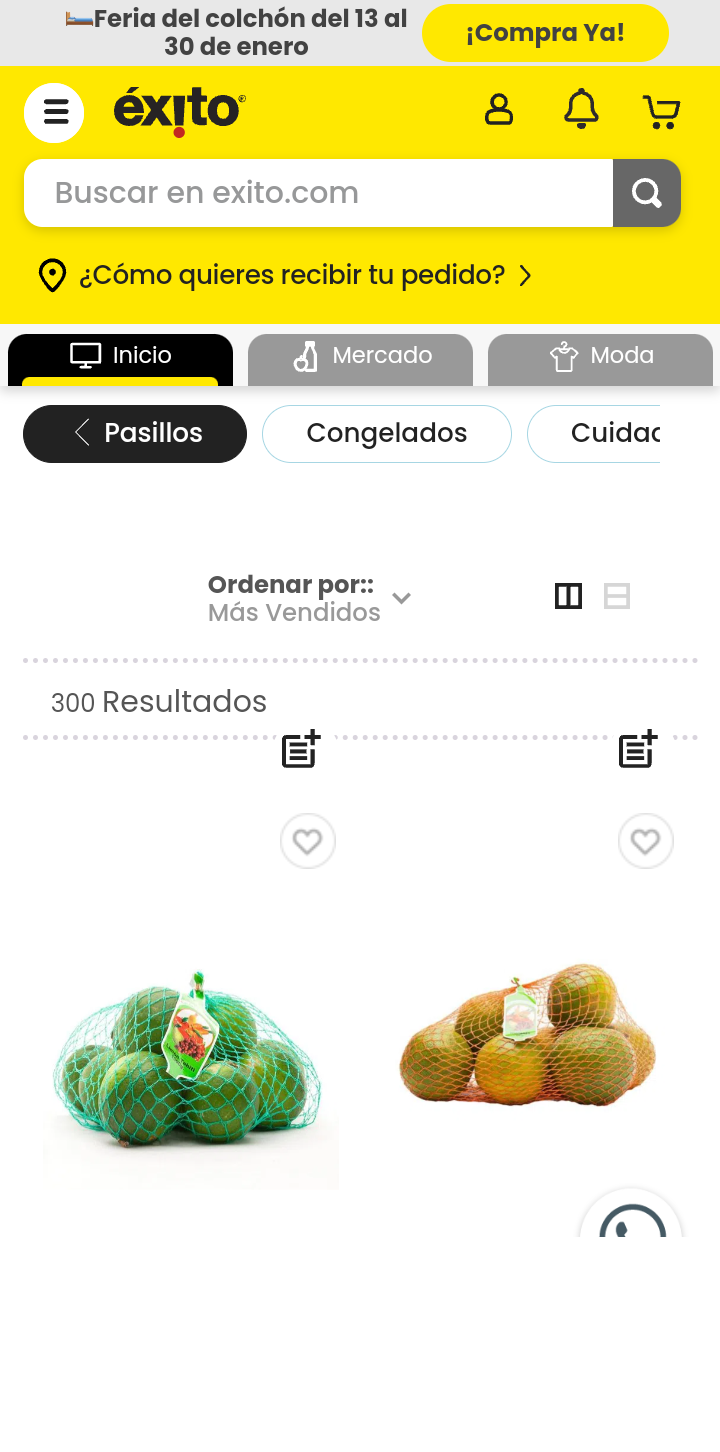 Feria del colchón del 13 al
30 de enero
¡Compra Ya!
éxito
Buscar en exito.com
¿Cómo quieres recibir tu pedido?
Inicio
Mercado
Moda
Pasillos
Congelados
Cuidad
Ordenar por::
Más Vendidos
300 Resultados